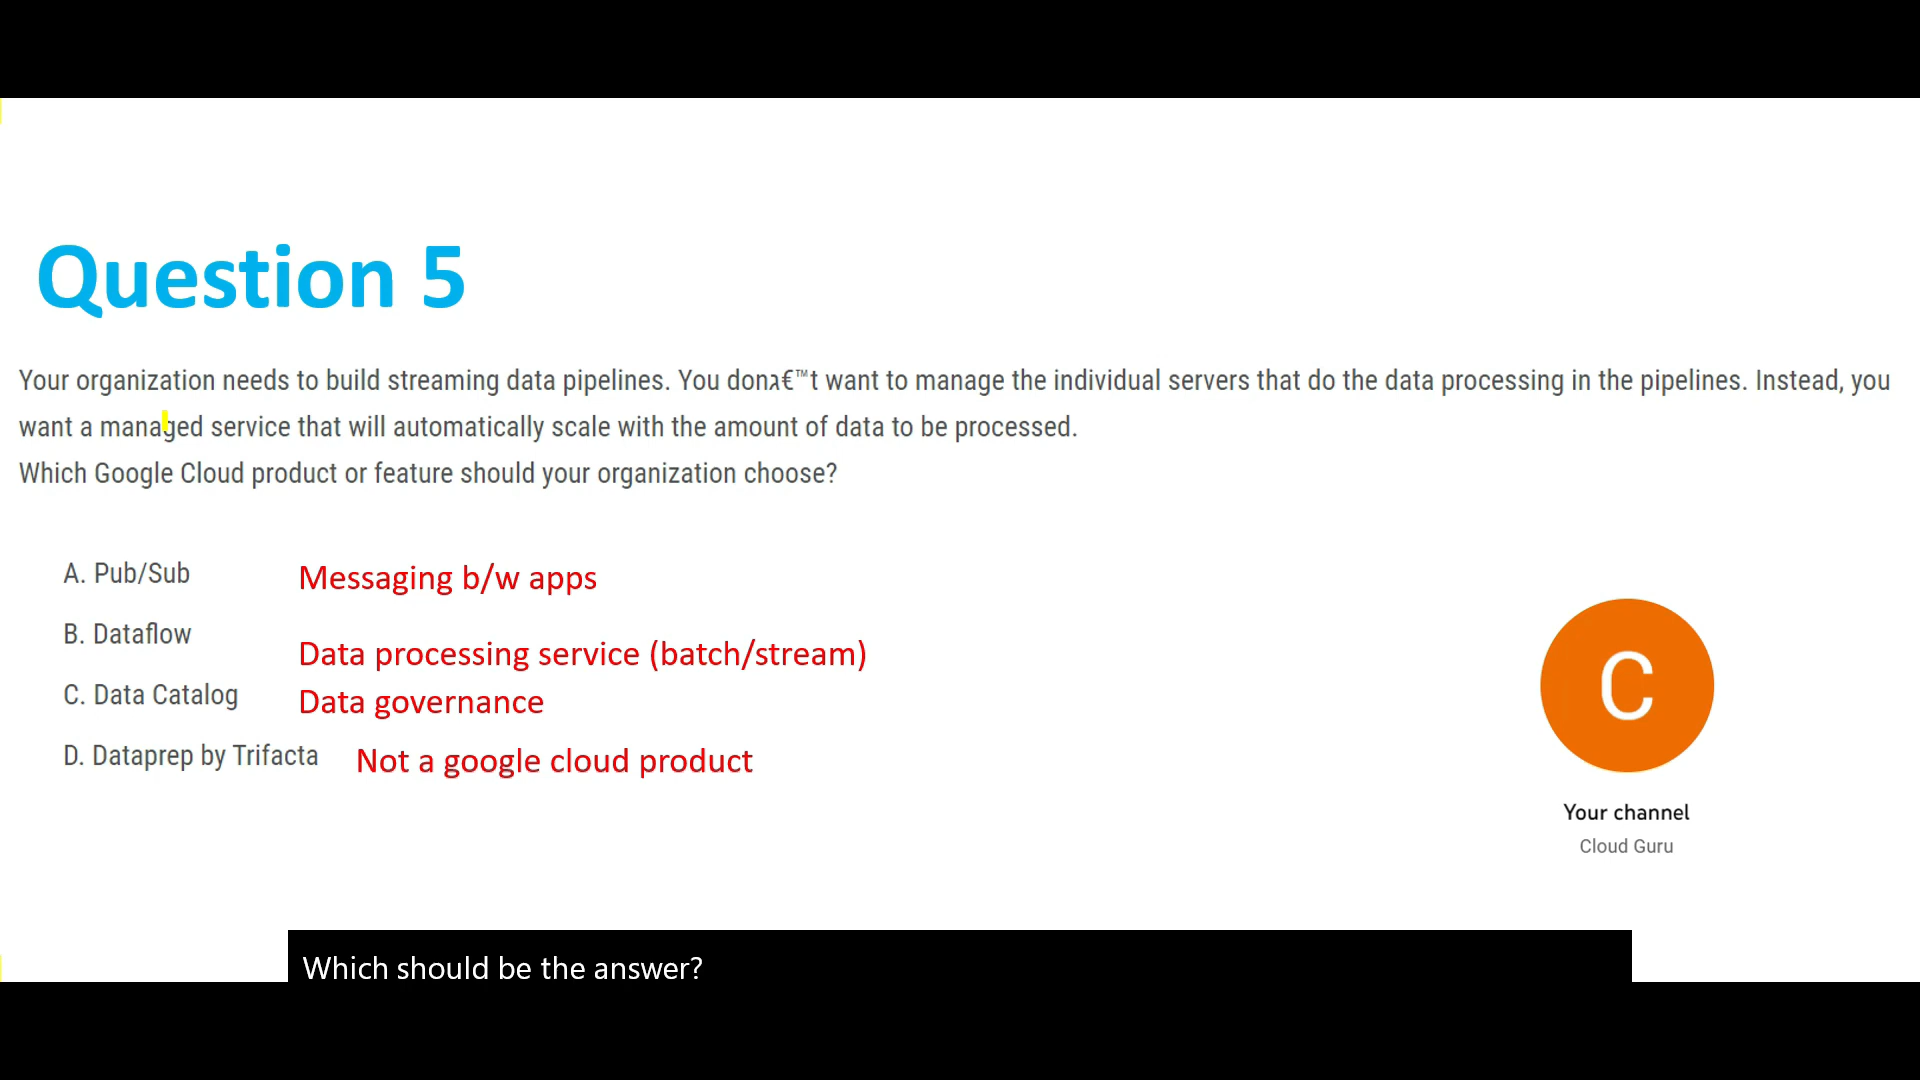 Question 5
Your organization needs to build streaming data pipelines. You donג€™t want to manage the individual servers that do the data processing in the pipelines. Instead, you
want a managed service that will automatically scale with the amount of data to be processed.
Which Google Cloud product or feature should your organization choose?
A. Pub/Sub Messaging b/w apps
B. Dataflow Data processing service (batch/stream)
C. Data Catalog Data governance
D. Dataprep by Trifacta Not a google cloud product
C
Your channel
Cloud Guru
Which should be the answer?